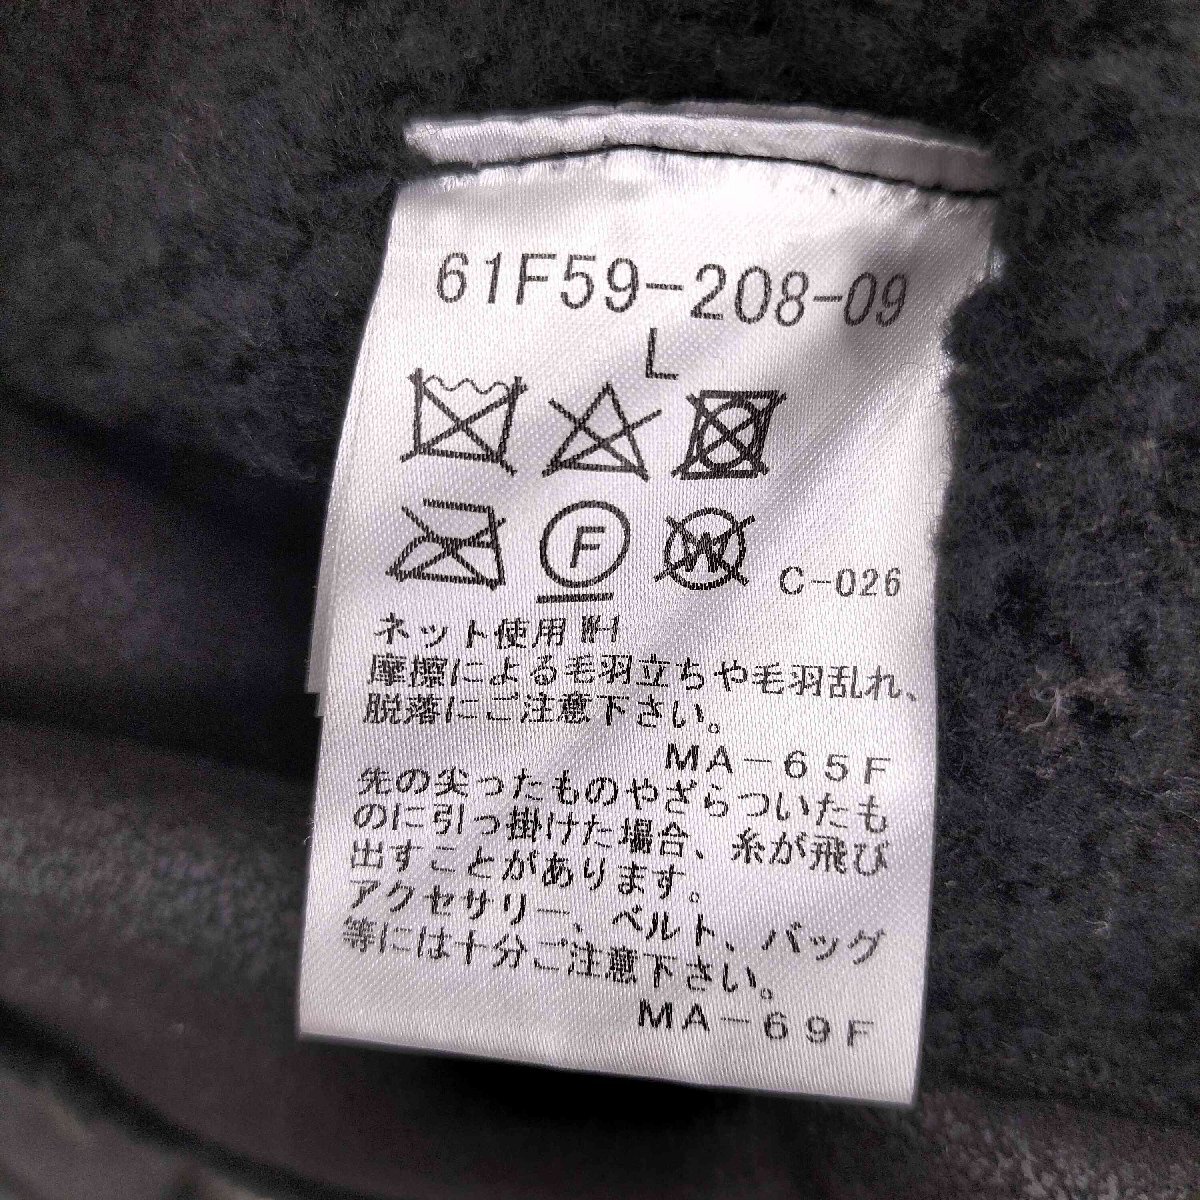 61F59-208-09
L
F
W
C-026
ネット使用
摩擦による毛羽立ちや毛羽乱れ、
脱落にご注意下さい。
MA-65F
先の尖ったものやざらついたも
のに引っ掛けた場合、糸が飛び
出すことがあります。
アクセサリー、ベルト、バッグ
等には十分ご注意下さい。
MA-69F